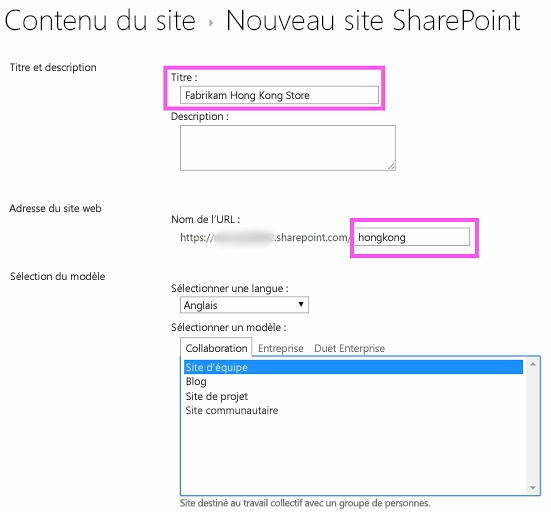 Contenu du site › Nouveau site SharePoint
Titre et description
Titre :
Fabrikam Hong Kong Store
Description :
Adresse du site web
Nom de l'URL :
https://.sharepoint.com/ hongkong
Sélection du modèle
Sélectionner une langue :
Anglais
Sélectionner un modèle :
Collaboration Entreprise Duet Enterprise
Site d'équipe
Blog
Site de projet
Site communautaire
Site destiné au travail collectif avec un groupe de personnes.